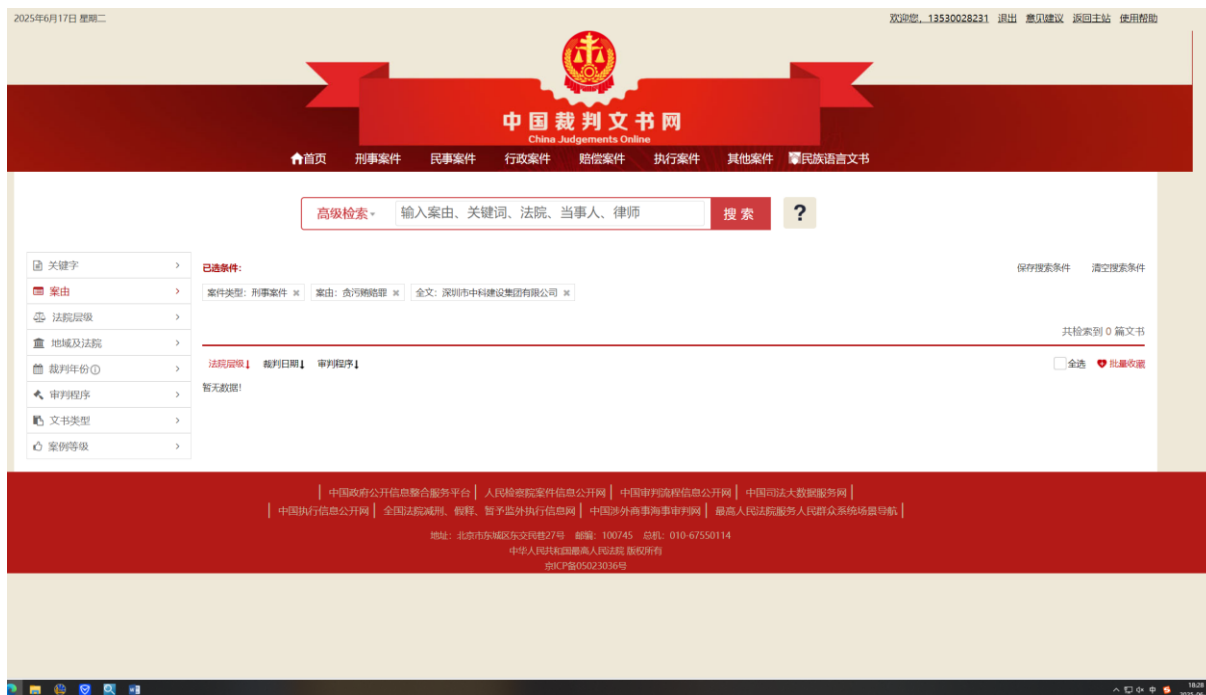 2025年6月17日 星期二
欢迎您，13530028231 退出 意见建议 返回主站 使用帮助
中国裁判文书网
China Judgements Online
首页 刑事案件 民事案件 行政案件 赔偿案件 执行案件 其他案件 民族语言文书
高级检索 输入案由、关键词、法院、当事人、律师 搜索 ?
关键字
案由
法院层级
地域及法院
裁判年份
审判程序
文书类型
案例等级
已选条件：
保存搜索条件 清空搜索条件
案件类型：刑事案件 × 案由：贪污贿赂罪 × 全文：深圳市中科建设集团有限公司 ×
共检索到 0 篇文书
法院层级 裁判日期 审判程序
全选 批量收藏
暂无数据!
中国政府公开信息整合服务平台 | 人民检察院案件信息公开网 | 中国审判流程信息公开网 | 中国司法大数据服务网 |
中国执行信息公开网 | 全国法院减刑、假释、暂予监外执行信息网 | 中国涉外商事海事审判网 | 最高人民法院服务人民群众系统场景导航 |
地址：北京市东城区东交民巷27号 邮编：100745 总机：010-67550114
中华人民共和国最高人民法院 版权所有
京ICP备05023036号
中
18:28